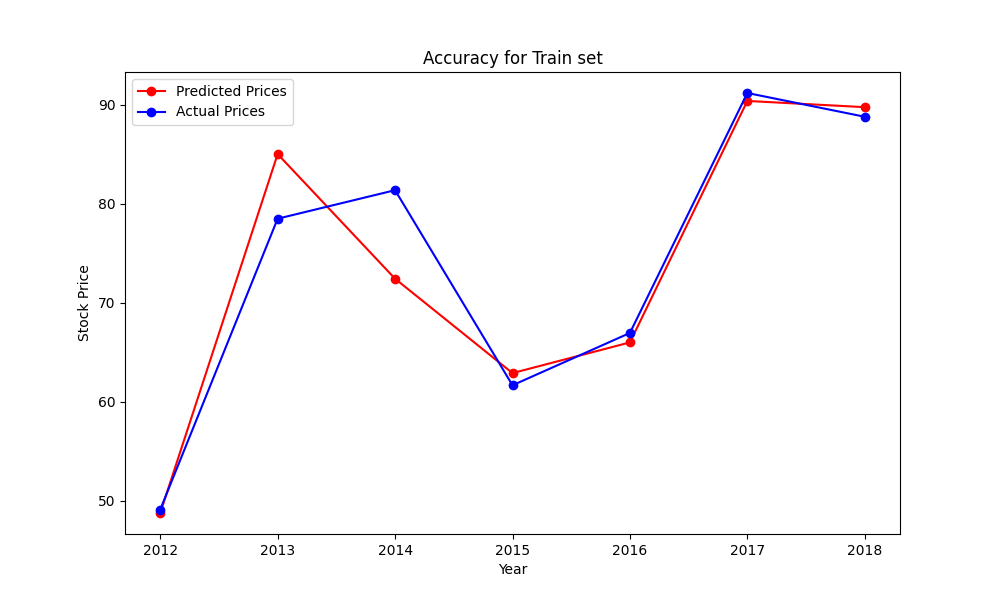 Accuracy for Train set
Predicted Prices
Actual Prices
90
80
70
60
50
Stock Price
2012 2013 2014 2015 2016 2017 2018
Year